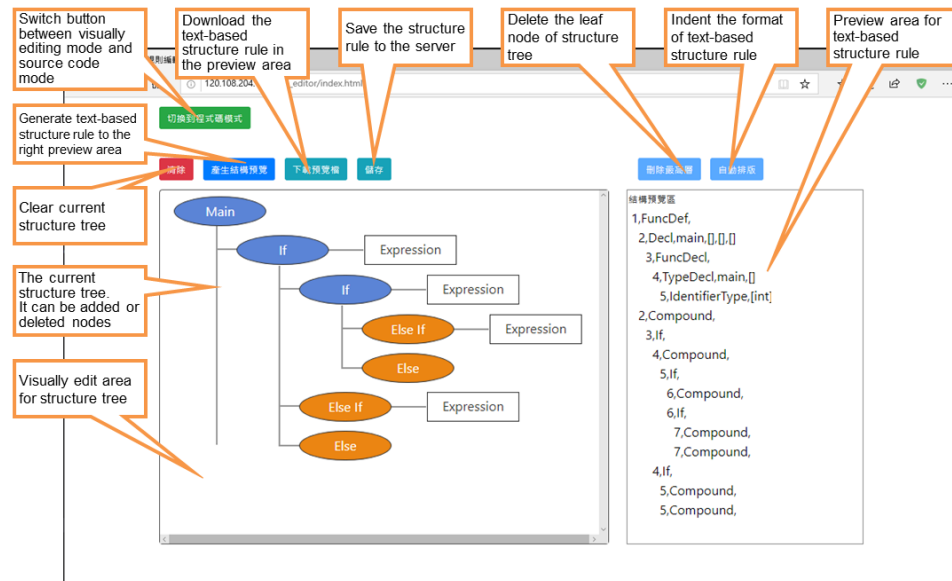 Switch button
between visually
editing mode and
source code
mode
Download the
text-based
structure rule in
the preview area
Save the structure
rule to the server
Delete the leaf
node of structure
tree
Indent the format
of text-based
structure rule
Preview area for
text-based
structure rule
120.108.204.
_editor/index.html
切換到程式碼模式
Generate text-based
structure rule to the
right preview area
清除
產生結構預覽
下載預覽檔
儲存
刪除最底層
自動排版
Clear current
structure tree
The current
structure tree.
It can be added or
deleted nodes
Visually edit area
for structure tree
Main
If
Expression
If
Expression
Else If
Expression
Else
Else If
Expression
Else
結構預覽區
1,FuncDef,
2,Decl,main,[],[],[]
3,FuncDecl,
4,TypeDecl,main,[]
5,IdentifierType,[int]
2,Compound,
3,If,
4,Compound,
5,If,
6,Compound,
6,If,
7,Compound,
7,Compound,
4,If,
5,Compound,
5,Compound,